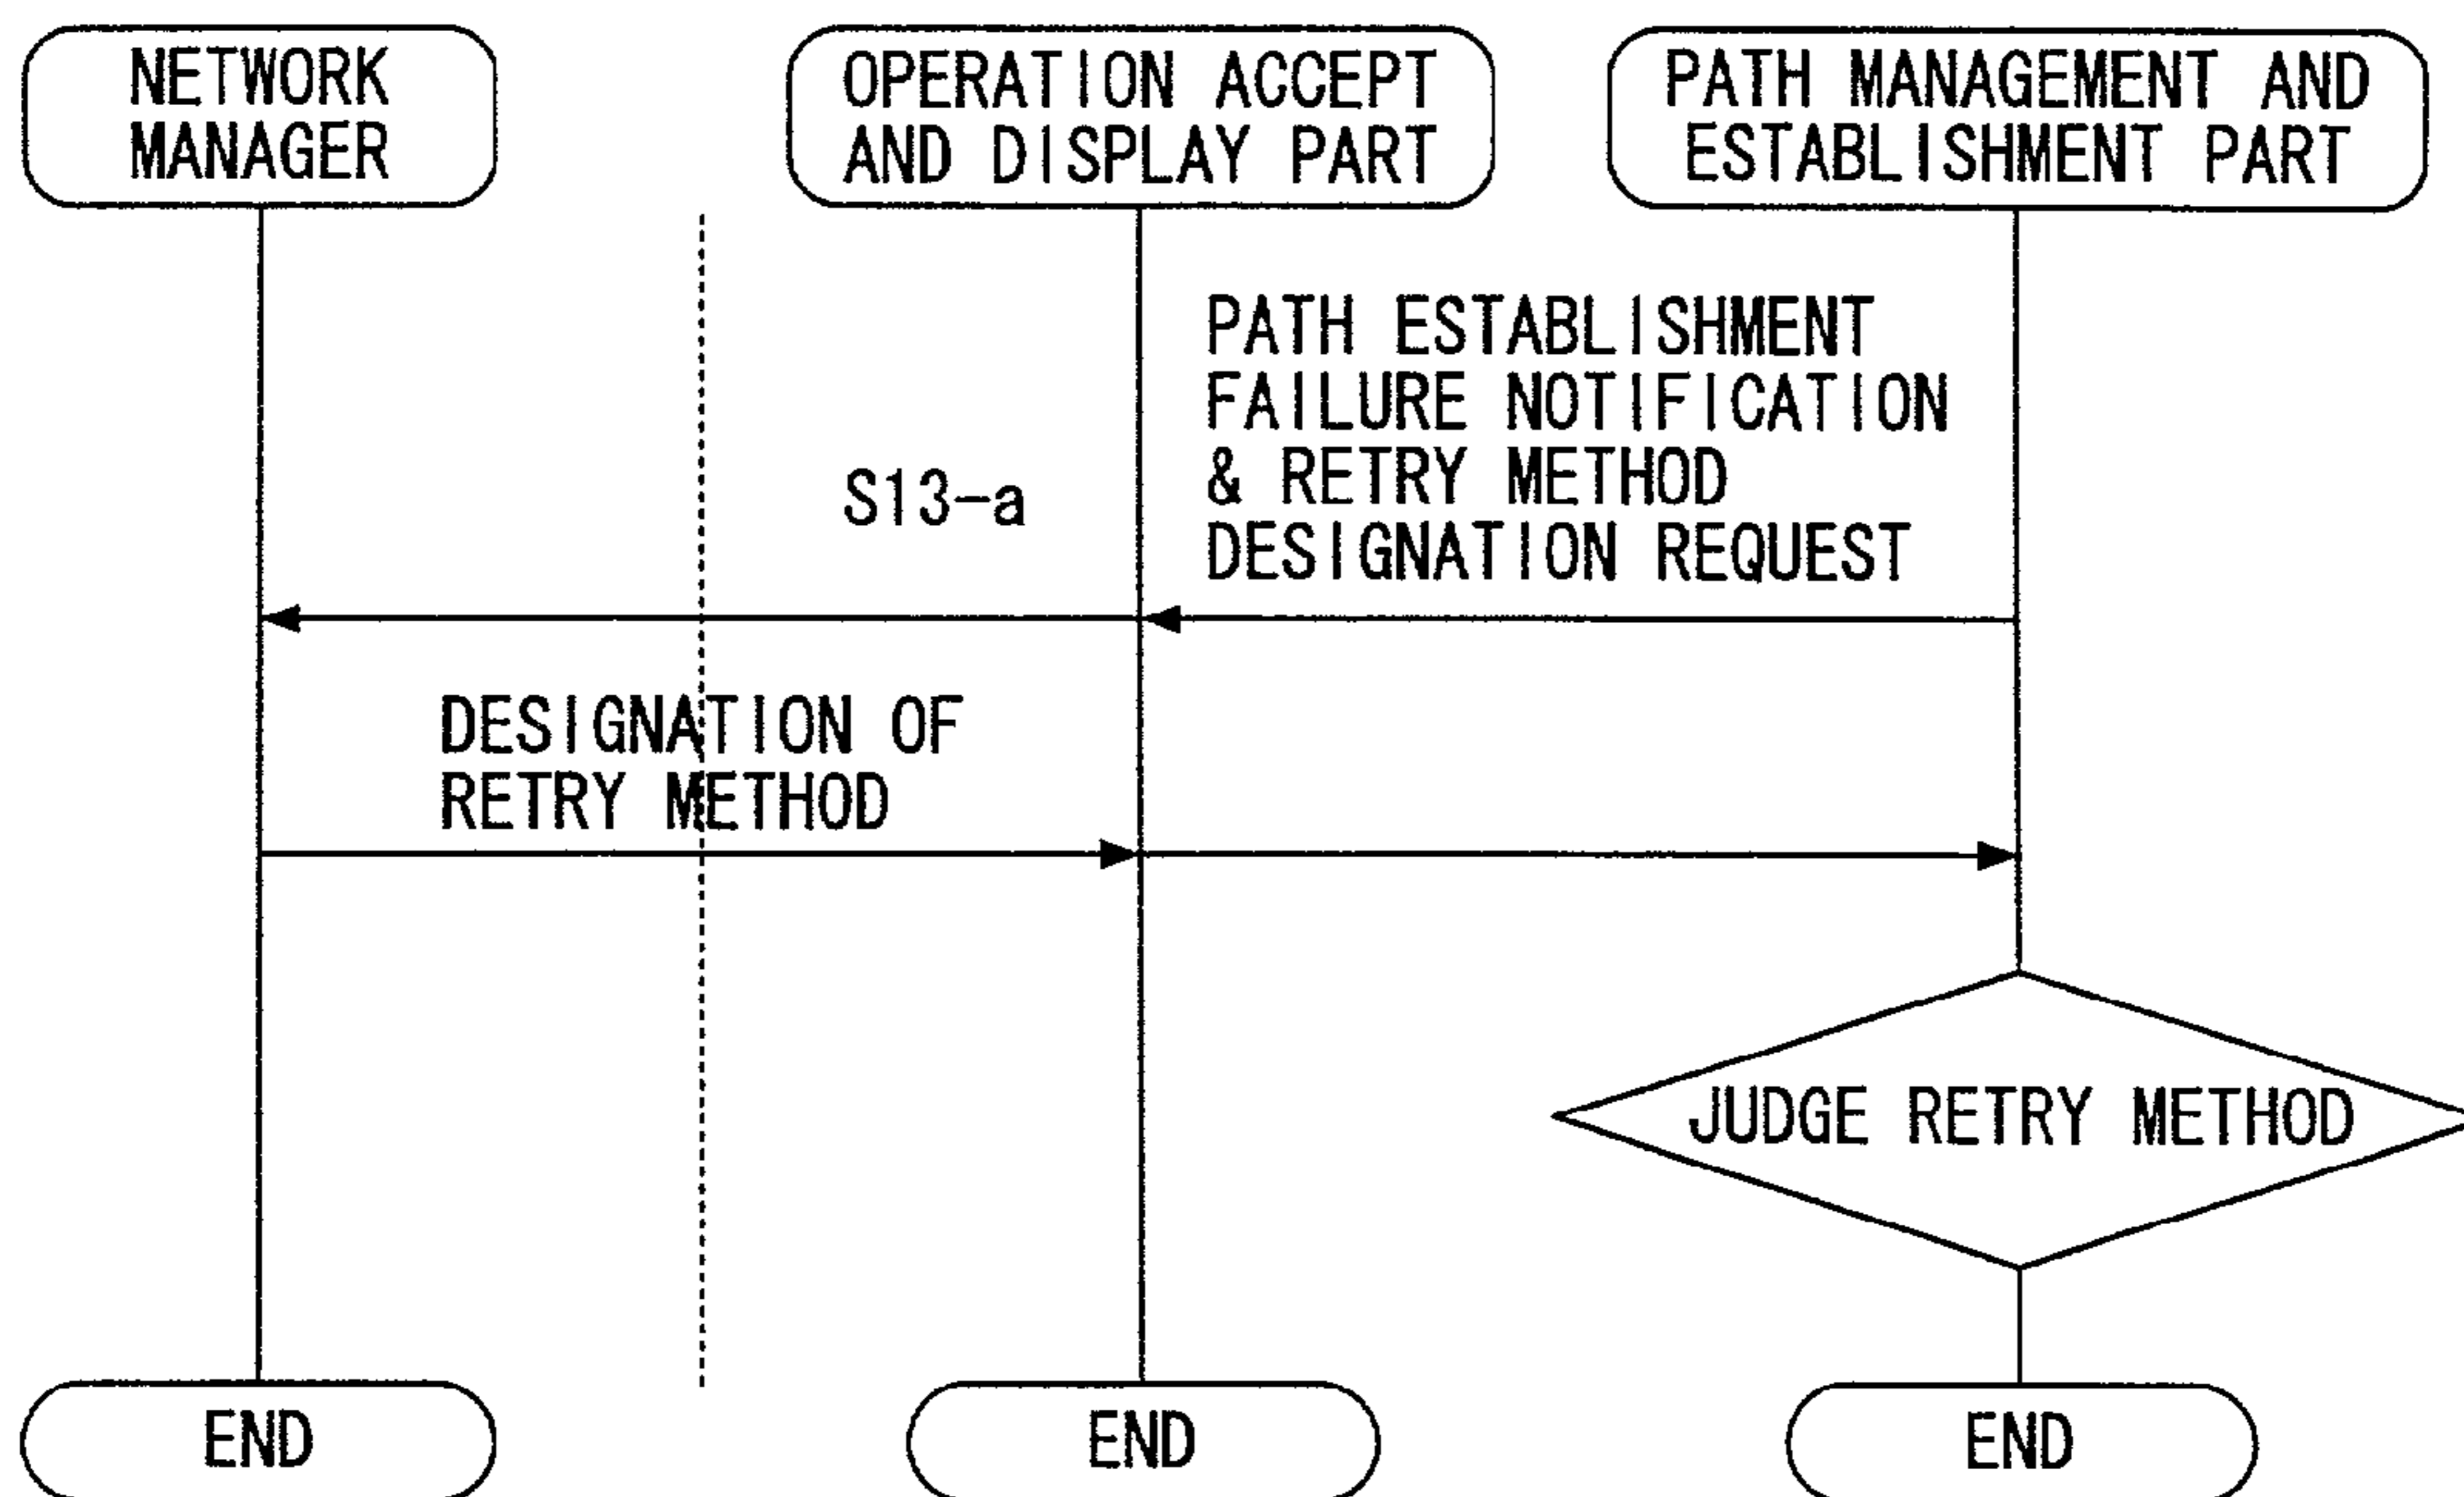 NETWORK
MANAGER
OPERATION ACCEPT
AND DISPLAY PART
PATH MANAGEMENT AND
ESTABLISHMENT PART
PATH ESTABLISHMENT
FAILURE NOTIFICATION
& RETRY METHOD
DESIGNATION REQUEST
S13-a
DESIGNATION OF
RETRY METHOD
JUDGE RETRY METHOD
END
END
END